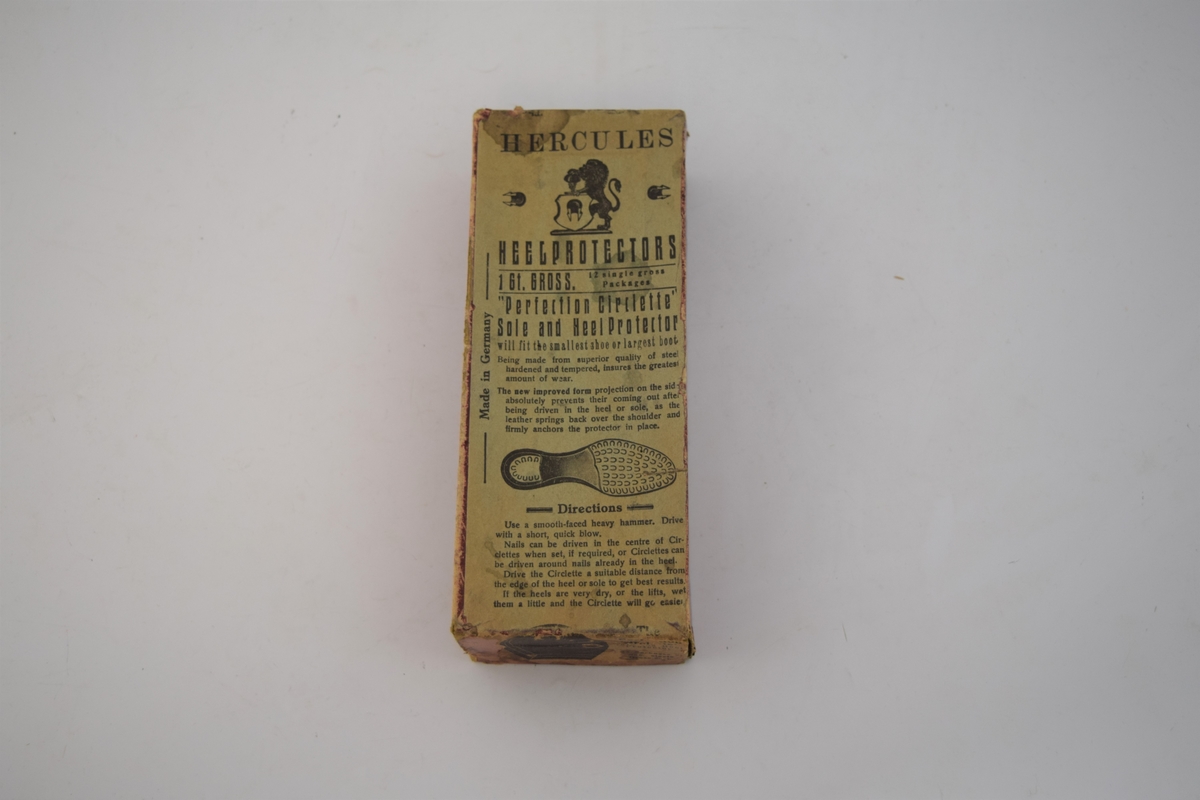 HERCULES
HEELPROTECTORS
1 Gt. GROSS. 12 single gross
Packages
"Perfection Circlette"
Sole and Heel Protector
will fit the smallest shoe or largest boot
Made in Germany
Being made from superior quality of steel
hardened and tempered, insures the greatest
amount of wear.
The new improved form projection on the
absolutely prevents their coming out after
being driven in the heel or sole, as the
leather springs back over the shoulder and
firmly anchors the protector in place.
Directions
Use a smooth-faced heavy hammer. Drive
with a short, quick blow.
Nails can be driven in the centre of Cir-
clettes when set, if required, or Circlettes can
be driven around nails already in the heel.
Drive the Circlette a suitable distance from
the edge of the heel or sole to get best results
If the heels are very dry, or the lifts, wet
them a little and the Circlette will go easier